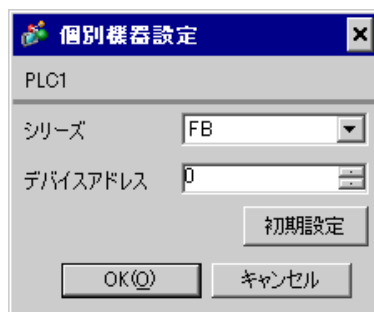 個別機器設定
PLC1
シリーズ FB
デバイスアドレス 0
初期設定
OK(O) キャンセル